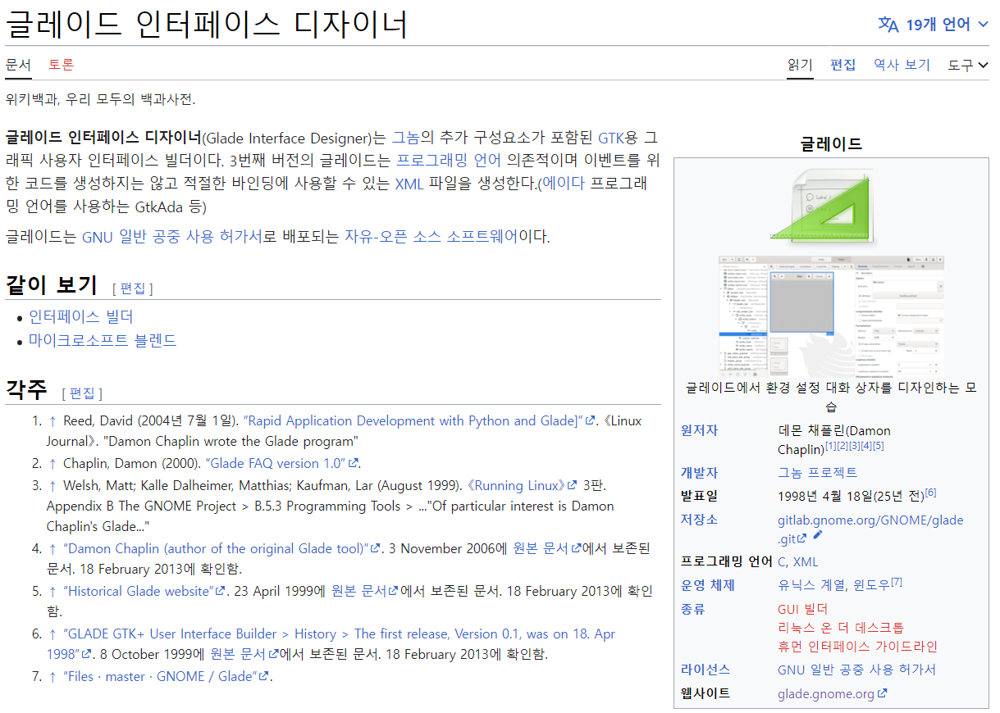 글레이드 인터페이스 디자이너
19개 언어
문서 토론
읽기 편집 역사 보기 도구
위키백과, 우리 모두의 백과사전.
글레이드 인터페이스 디자이너(Glade Interface Designer)는 그놈의 추가 구성요소가 포함된 GTK용 그
래픽 사용자 인터페이스 빌더이다. 3번째 버전의 글레이드는 프로그래밍 언어 의존적이며 이벤트를 위
한 코드를 생성하지는 않고 적절한 바인딩에 사용할 수 있는 XML 파일을 생성한다.(에이다 프로그래
밍 언어를 사용하는 GtkAda 등)
글레이드는 GNU 일반 공중 사용 허가서로 배포되는 자유-오픈 소스 소프트웨어이다.
같이 보기 [ 편집 ]
• 인터페이스 빌더
• 마이크로소프트 블렌드
각주 [ 편집 ]
1. ↑ Reed, David (2004년 7월 1일). “Rapid Application Development with Python and Glade]”. 《Linux
Journal》. "Damon Chaplin wrote the Glade program"
2. ↑ Chaplin, Damon (2000). “Glade FAQ version 1.0”.
3. ↑ Welsh, Matt; Kalle Dalheimer, Matthias; Kaufman, Lar (August 1999). 《Running Linux》 3판.
Appendix B The GNOME Project > B.5.3 Programming Tools > ..."Of particular interest is Damon
Chaplin's Glade..."
4. ↑ “Damon Chaplin (author of the original Glade tool)”. 3 November 2006에 원본 문서에서 보존된
문서. 18 February 2013에 확인함.
5. ↑ “Historical Glade website”. 23 April 1999에 원본 문서에서 보존된 문서. 18 February 2013에 확인
함.
6. ↑ “GLADE GTK+ User Interface Builder > History > The first release, Version 0.1, was on 18. Apr
1998”. 8 October 1999에 원본 문서에서 보존된 문서. 18 February 2013에 확인함.
7. ↑ “Files · master · GNOME / Glade”.
글레이드
Label
글레이드에서 환경 설정 대화 상자를 디자인하는 모
습
원저자 데몬 채플린(Damon
Chaplin)[1][2][3][4][5]
개발자 그놈 프로젝트
발표일 1998년 4월 18일(25년 전)[6]
저장소 gitlab.gnome.org/GNOME/glade
.git
프로그래밍 언어 C, XML
운영 체제 유닉스 계열, 윈도우[7]
종류 GUI 빌더
리눅스 온 더 데스크톱
휴먼 인터페이스 가이드라인
라이선스 GNU 일반 공중 사용 허가서
웹사이트 glade.gnome.org